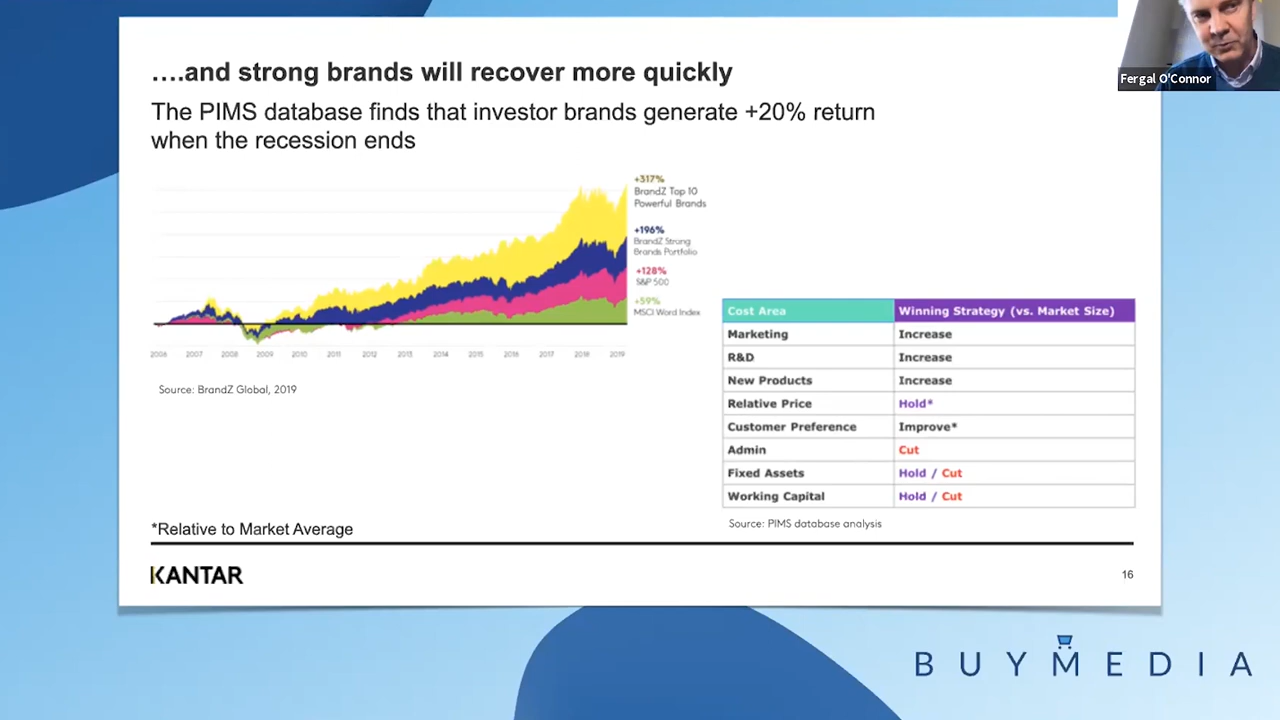 ….and strong brands will recover more quickly
The PIMS database finds that investor brands generate +20% return
when the recession ends
Fergal O'Connor
+317%
BrandZ Top 10
Powerful Brands
+196%
BrandZ Strong
Brands Portfolio
+128%
S&P 500
+59%
MSCI Word Index
2006 2007 2008 2009 2010 2011 2012 2013 2014 2015 2016 2017 2018 2019
Source: BrandZ Global, 2019
Cost Area Winning Strategy (vs. Market Size)
Marketing Increase
R&D Increase
New Products Increase
Relative Price Hold*
Customer Preference Improve*
Admin Cut
Fixed Assets Hold / Cut
Working Capital Hold / Cut
Source: PIMS database analysis
*Relative to Market Average
KANTAR
16
BUYMEDIA